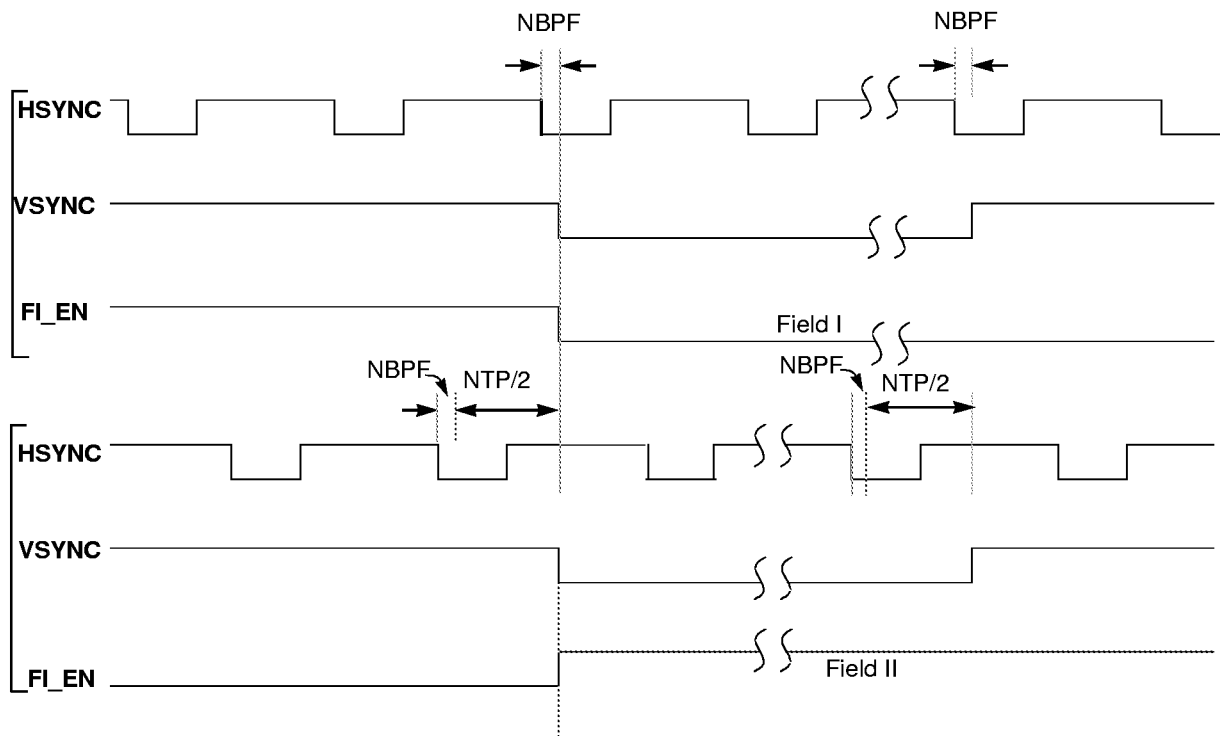 NBPF NBPF
HSYNC
VSYNC
FI_EN
Field I
NBPF NTP/2 NBPF NTP/2
HSYNC
VSYNC
FI_EN
Field II